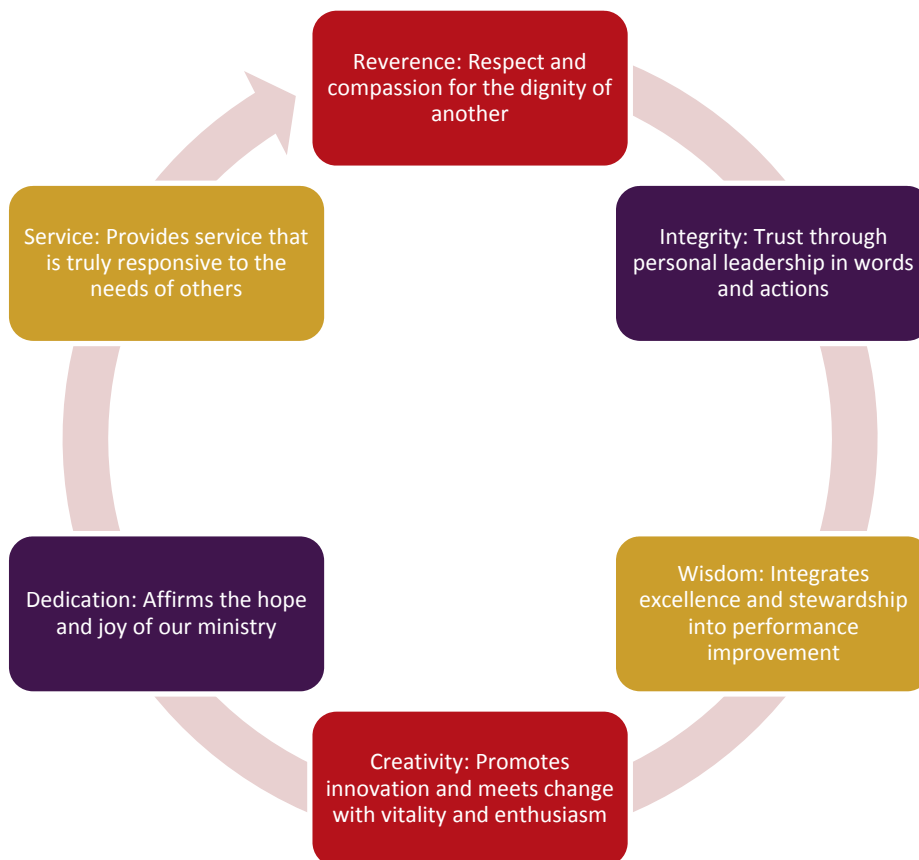 Reverence: Respect and
compassion for the dignity of
another
Integrity: Trust through
personal leadership in words
and actions
Wisdom: Integrates
excellence and stewardship
into performance
improvement
Creativity: Promotes
innovation and meets change
with vitality and enthusiasm
Dedication: Affirms the hope
and joy of our ministry
Service: Provides service that
is truly responsive to the
needs of others